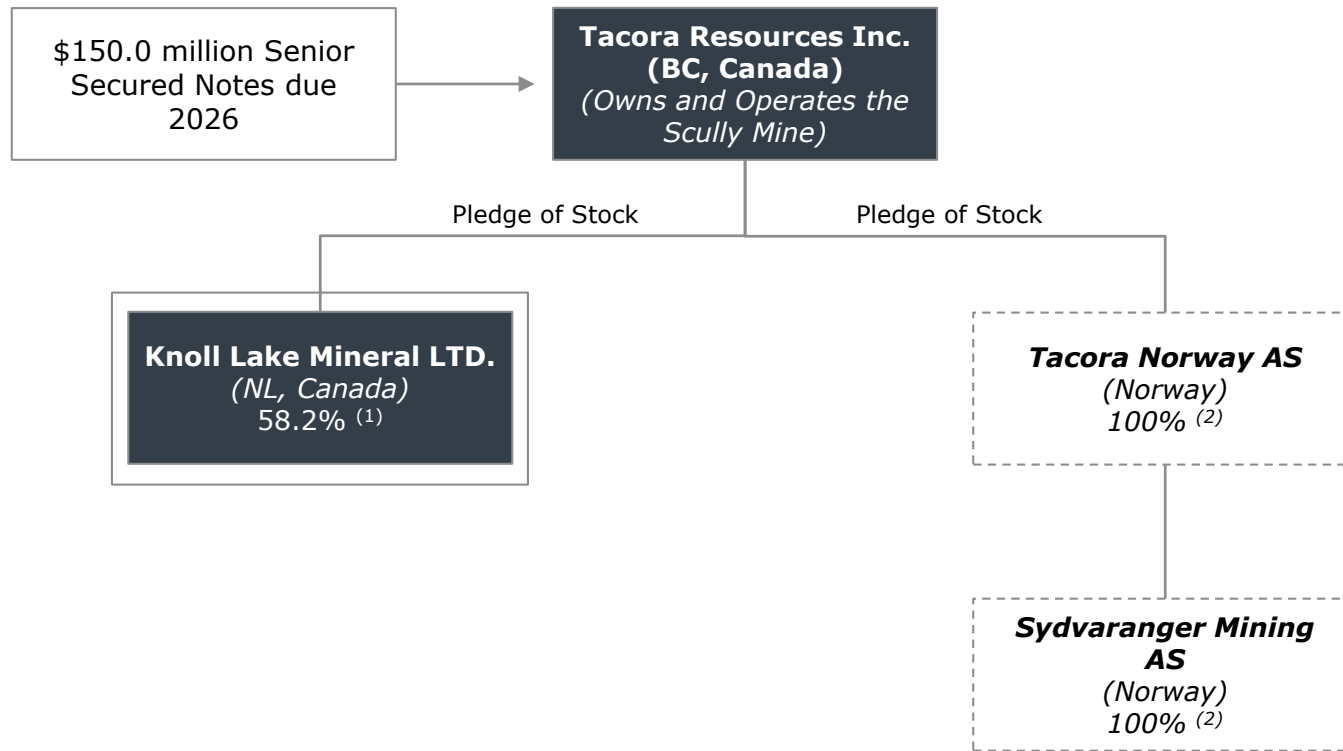 $150.0 million Senior
Secured Notes due
2026
Tacora Resources Inc.
(BC, Canada)
(Owns and Operates the
Scully Mine)
Pledge of Stock
Pledge of Stock
Knoll Lake Mineral LTD.
(NL, Canada)
58.2% (1)
Tacora Norway AS
(Norway)
100% (2)
Sydvaranger Mining
AS
(Norway)
100% (2)